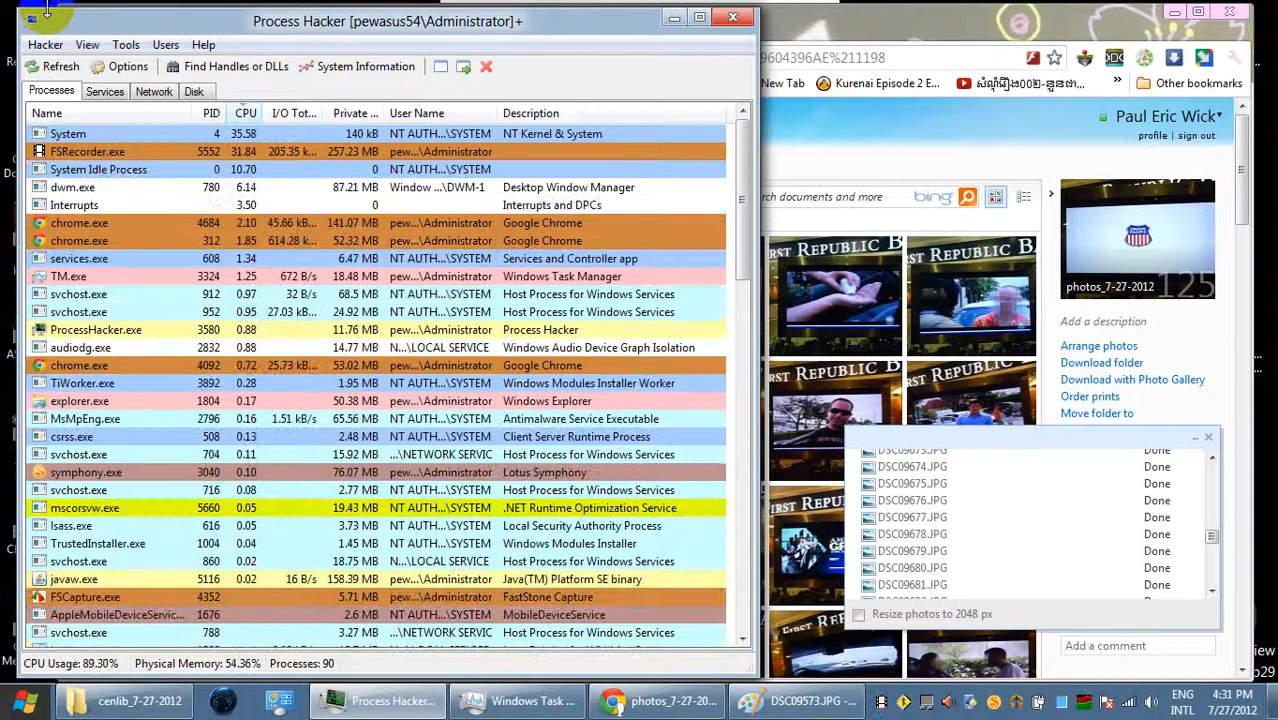 Process Hacker [pewasus54\Administrator]+
Hacker View Tools Users Help
Refre Options Find Handles or DLLs System Information
Processes Services Network Disk
Name PID CPU I/O Tot... Private ... User Name Description
System 4 35.58 140 kB NT AUTH...\SYSTEM NT Kernel & System
FSRecorder.exe 5552 31.84 205.35 k... 257.23 MB pew...\Administrator
System Idle Process 0 10.70 0 NT AUTH...\SYSTEM
dwm.exe 780 6.14 87.21 MB Window ...\DWM-1 Desktop Window Manager
Interrupts 3.50 0 Interrupts and DPCs
chrome.exe 4684 2.10 45.66 kB... 141.07 MB pew...\Administrator Google Chrome
chrome.exe 312 1.85 614.28 k... 52.32 MB pew...\Administrator Google Chrome
services.exe 608 1.34 6.47 MB NT AUTH...\SYSTEM Services and Controller app
TM.exe 3324 1.25 672 B/s 18.48 MB pew...\Administrator Windows Task Manager
svchost.exe 912 0.97 32 B/s 68.5 MB NT AUTH...\SYSTEM Host Process for Windows Services
svchost.exe 952 0.95 27.03 kB... 24.92 MB NT AUTH...\SYSTEM Host Process for Windows Services
ProcessHacker.exe 3580 0.88 11.76 MB pew...\Administrator Process Hacker
audiodg.exe 2832 0.88 14.77 MB N...\LOCAL SERVICE Windows Audio Device Graph Isolation
chrome.exe 4092 0.72 25.73 kB... 53.02 MB pew...\Administrator Google Chrome
TiWorker.exe 3892 0.28 1.95 MB NT AUTH...\SYSTEM Windows Modules Installer Worker
explorer.exe 1804 0.17 50.38 MB pew...\Administrator Windows Explorer
MsMpEng.exe 2796 0.16 1.51 kB/s 65.56 MB NT AUTH...\SYSTEM Antimalware Service Executable
csrss.exe 508 0.13 2.48 MB NT AUTH...\SYSTEM Client Server Runtime Process
svchost.exe 704 0.11 15.92 MB ...\NETWORK SERVIC Host Process for Windows Services
symphony.exe 3040 0.10 76.07 MB pew...\Administrator Lotus Symphony
svchost.exe 716 0.08 2.77 MB NT AUTH...\SYSTEM Host Process for Windows Services
mscorsvw.exe 5660 0.05 19.43 MB NT AUTH...\SYSTEM .NET Runtime Optimization Service
lsass.exe 616 0.05 3.73 MB NT AUTH...\SYSTEM Local Security Authority Process
TrustedInstaller.exe 1004 0.04 1.45 MB NT AUTH...\SYSTEM Windows Modules Installer
svchost.exe 860 0.02 18.75 MB N...\LOCAL SERVICE Host Process for Windows Services
javaw.exe 5116 0.02 16 B/s 158.39 MB pew...\Administrator Java(TM) Platform SE binary
FSCapture.exe 4352 5.71 MB pew...\Administrator FastStone Capture
AppleMobileDeviceServic... 1676 2.6 MB NT AUTH...\SYSTEM MobileDeviceService
svchost.exe 788 3.27 MB ...\NETWORK SERVIC Host Process for Windows Services
CPU Usage: 89.30% Physical Memory: 54.36% Processes: 90
9604396AE%211198
New Tab Kurenai Episode 2 E... Other bookmarks
Paul Eric Wick
profile | sign out
rch documents and more bing
FIRST REPUBLIC BA
FIRST REPUBLIC BA
UNION PACIFIC
photos_7-27-2012 125
Add a description
Arrange photos
Download folder
Download with Photo Gallery
Order prints
Move folder to
DSC09673.JPG
DSC09674.JPG Done
DSC09675.JPG Done
DSC09676.JPG Done
DSC09677.JPG Done
DSC09678.JPG Done
DSC09679.JPG Done
DSC09680.JPG Done
DSC09681.JPG Done
Resize photos to 2048 px
Add a comment
cenlib_7-27-2012 Process Hacker... Windows Task ... photos_7-27-20... DSC09573.JPG -...
ENG INTL
4:31 PM
7/27/2012